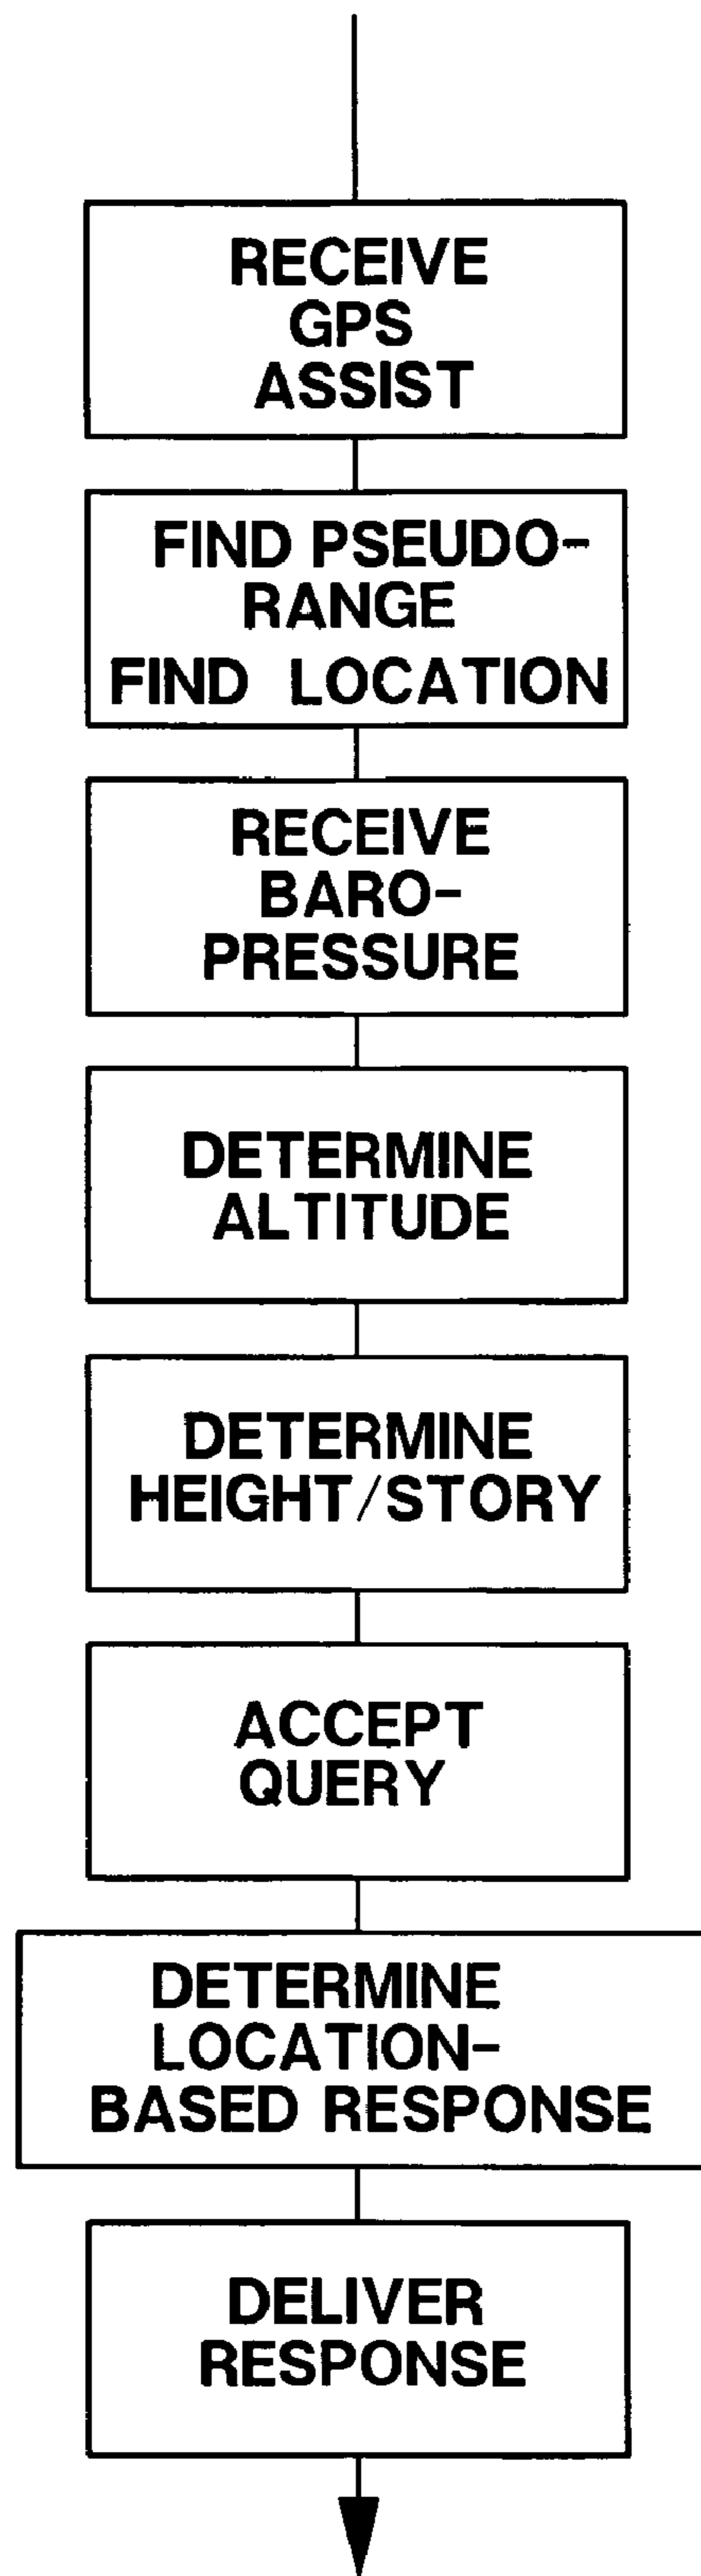 RECEIVE
GPS
ASSIST
FIND PSEUDO-
RANGE
FIND LOCATION
RECEIVE
BARO-
PRESSURE
DETERMINE
ALTITUDE
DETERMINE
HEIGHT/STORY
ACCEPT
QUERY
DETERMINE
LOCATION-
BASED RESPONSE
DELIVER
RESPONSE